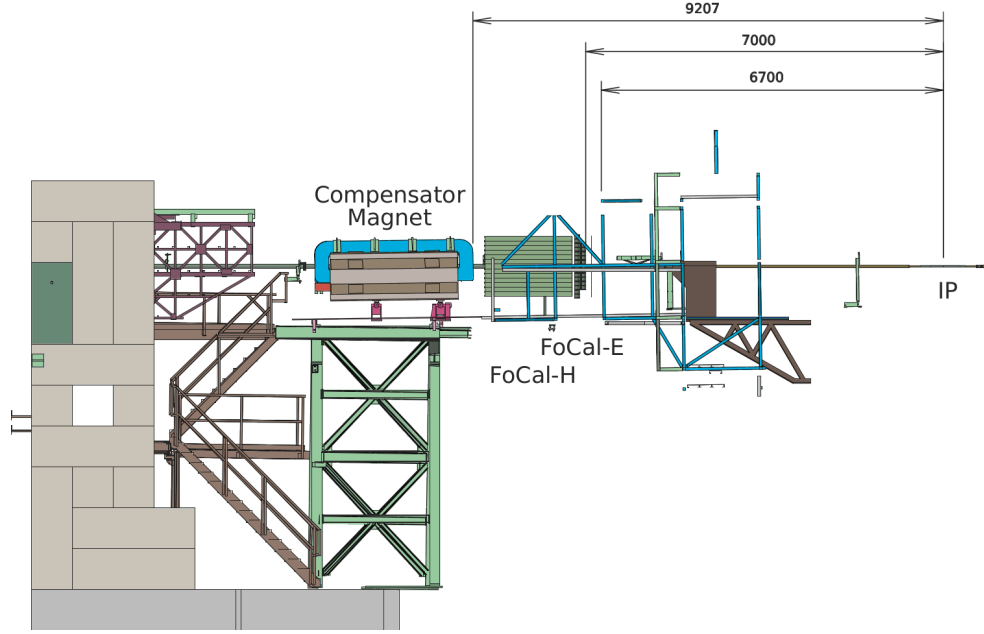 9207
7000
6700
Compensator
Magnet
IP
FoCal-E
FoCal-H